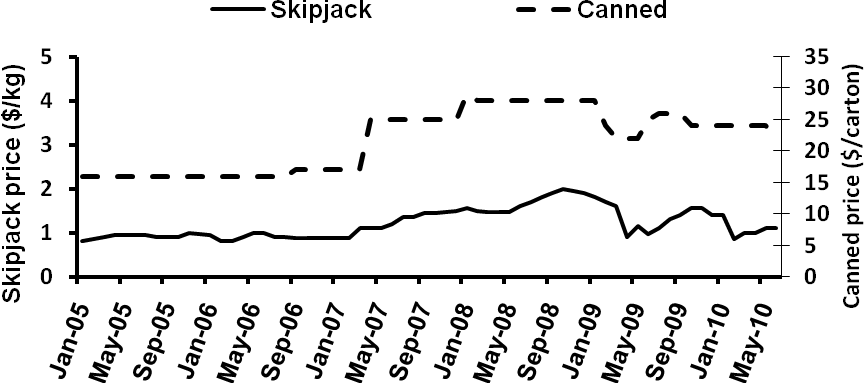 Skipjack
Canned
Skipjack price ($/kg)
5
4
3
2
1
0
35
30
25
20
15
10
5
0
Canned price ($/carton)
Jan-05
May-05
Sep-05
Jan-06
May-06
Sep-06
Jan-07
May-07
Sep-07
Jan-08
May-08
Sep-08
Jan-09
May-09
Sep-09
Jan-10
May-10